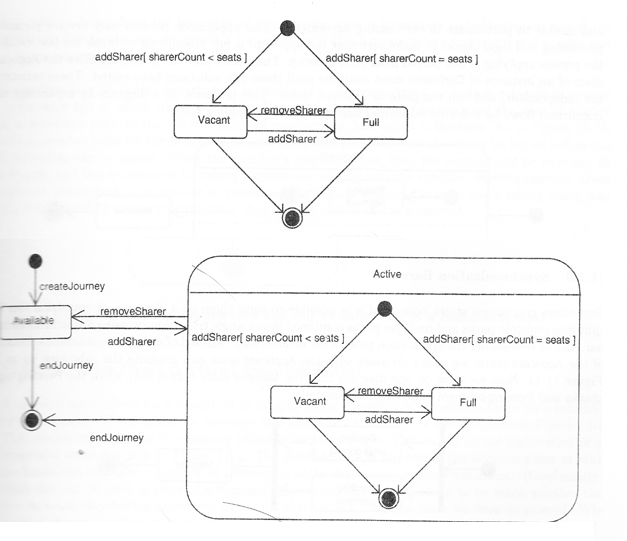 addSharer[ sharerCount < seats ]
addSharer[ sharerCount = seats ]
Vacant
removeSharer
Full
addSharer
Active
createJourney
Available
removeSharer
addSharer
endJourney
endJourney
addSharer[ sharerCount < seats ]
addSharer[ sharerCount = seats ]
Vacant
removeSharer
Full
addSharer